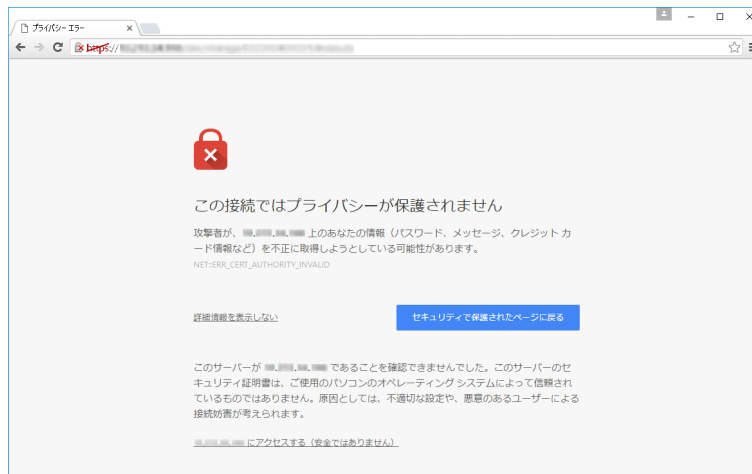 プライバシー エラー
https://
この接続ではプライバシーが保護されません
攻撃者が、 上のあなたの情報（パスワード、メッセージ、クレジット カ
ード情報など）を不正に取得しようとしている可能性があります。
NET::ERR_CERT_AUTHORITY_INVALID
詳細情報を表示しない
セキュリティで保護されたページに戻る
このサーバーが であることを確認できませんでした。このサーバーのセ
キュリティ証明書は、ご使用のパソコンのオペレーティング システムによって信頼され
ているものではありません。原因としては、不適切な設定や、悪意のあるユーザーによる
接続妨害が考えられます。
にアクセスする（安全ではありません）